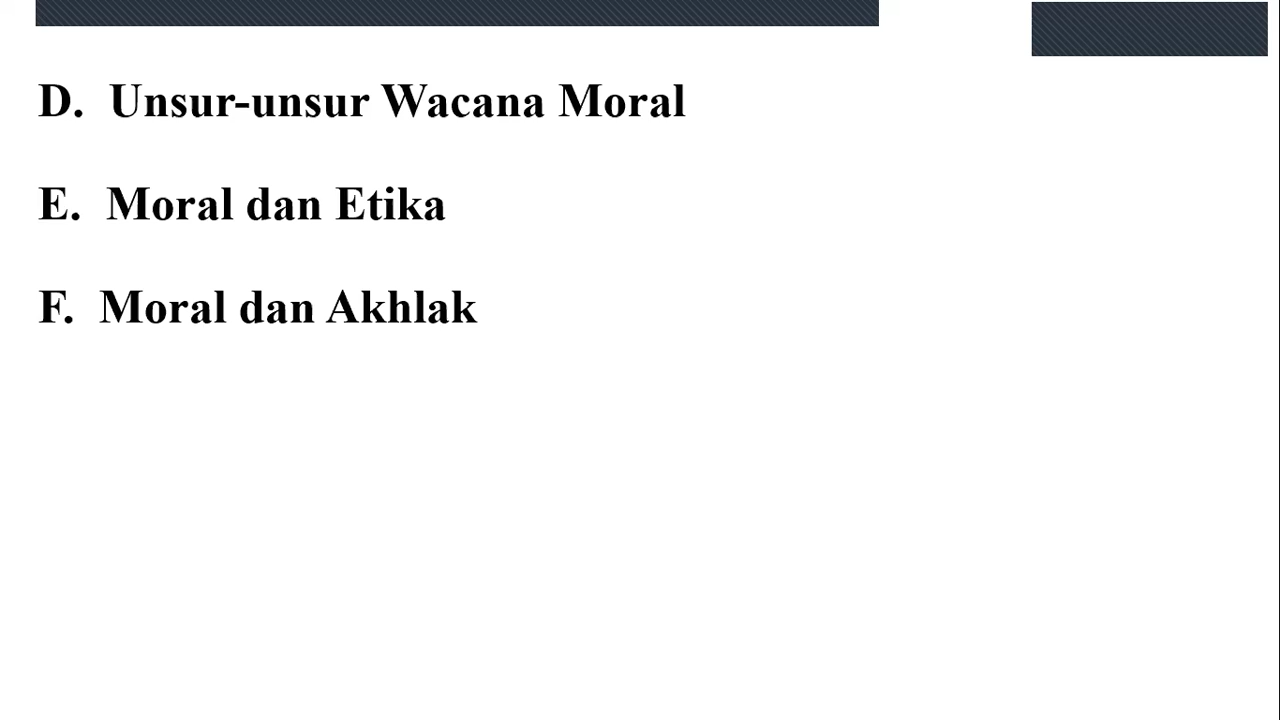 D. Unsur-unsur Wacana Moral
E. Moral dan Etika
F. Moral dan Akhlak